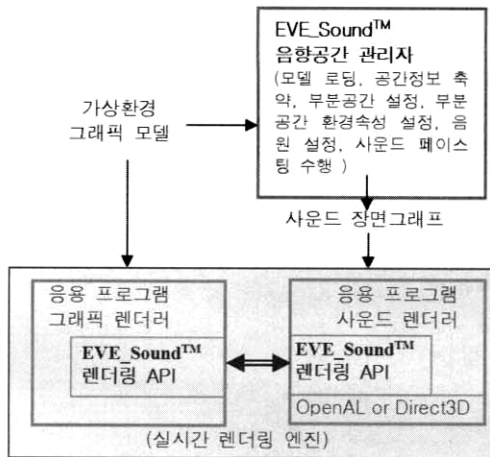 EVE_Sound™
음향공간 관리자
(모델 로딩, 공간정보 축
약, 부분공간 설정, 부분
공간 환경속성 설정, 음
원 설정, 사운드 페이스
팅 수행 )
가상환경
그래픽 모델
사운드 장면그래프
응용 프로그램
그래픽 렌더러
EVE_Sound™
렌더링 API
응용 프로그램
사운드 렌더러
EVE_Sound™
렌더링 API
OpenAL or Direct3D
(실시간 렌더링 엔진)